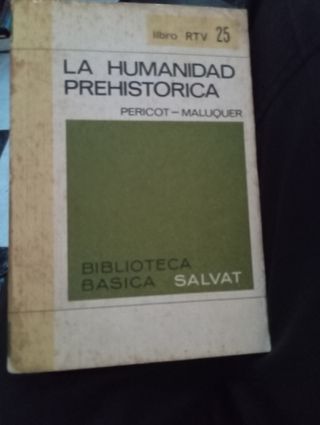 libro RTV 25
LA HUMANIDAD
PREHISTORICA
PERICOT-MALUQUER
BIBLIOTECA
BASICA SALVAT